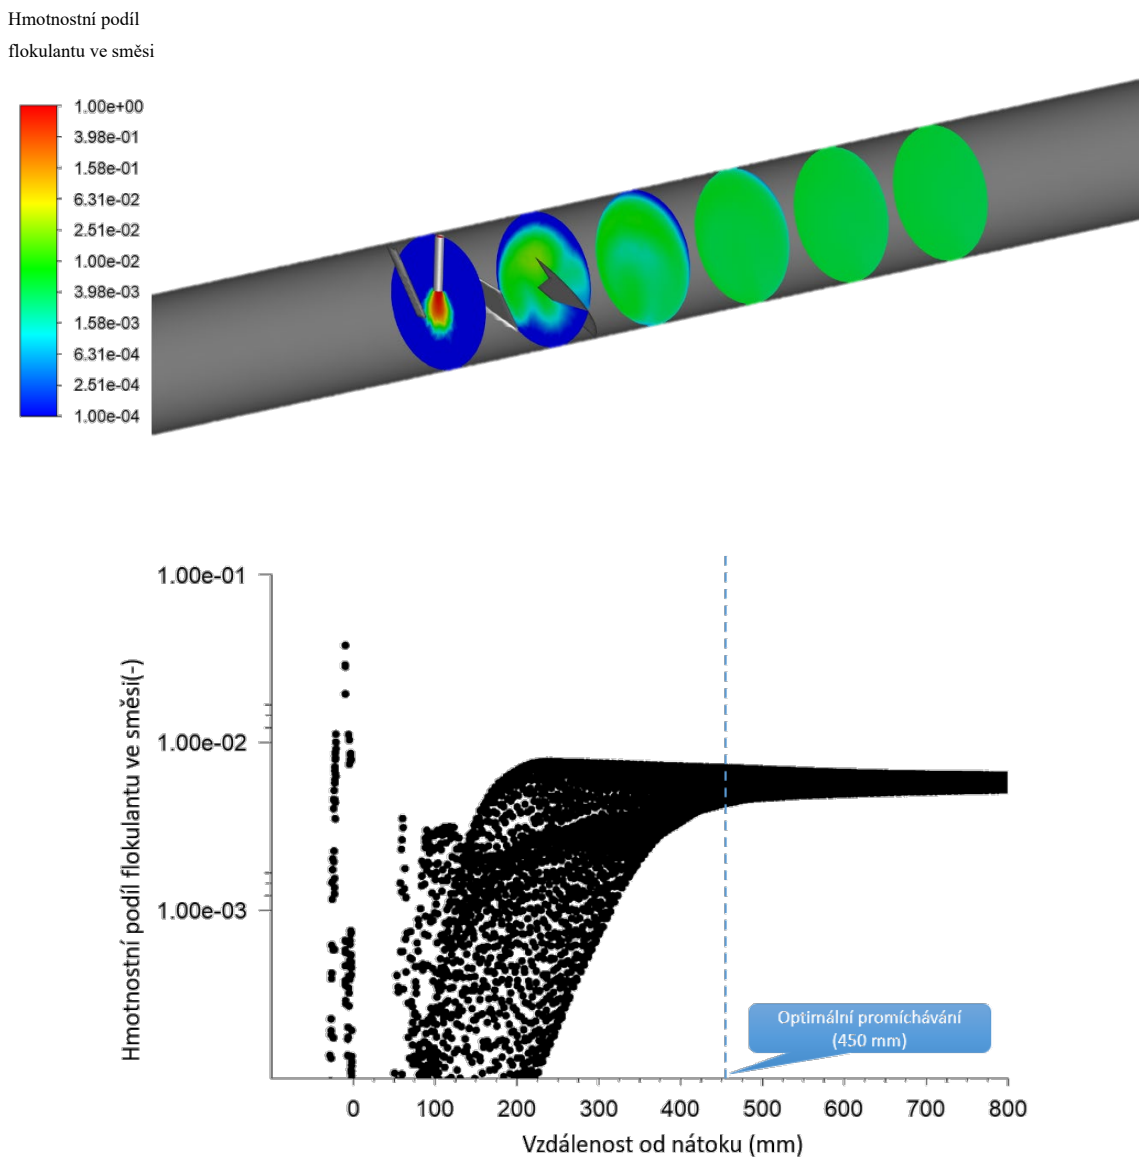 Hmotnostní podíl
flokulantu ve směsi
1.00e+00
3.98e-01
1.58e-01
6.31e-02
2.51e-02
1.00e-02
3.98e-03
1.58e-03
6.31e-04
2.51e-04
1.00e-04
1.00e-01
1.00e-02
1.00e-03
Hmotnostní podíl flokulantu ve směsi(-)
Optimální promíchávání
(450 mm)
0 100 200 300 400 500 600 700 800
Vzdálenost od nátoku (mm)